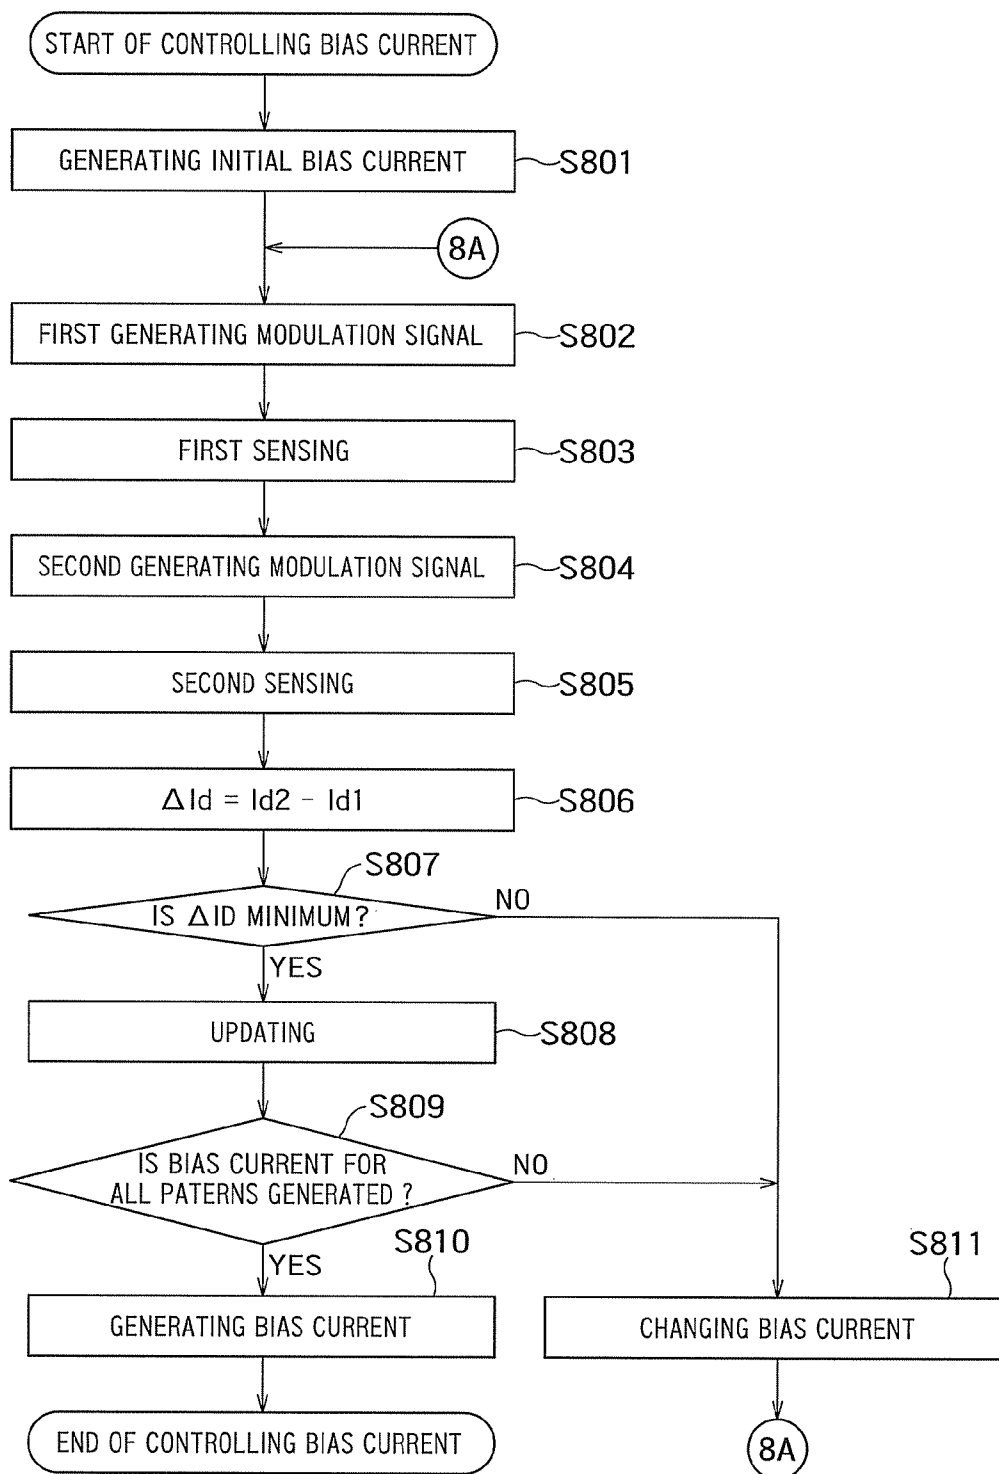 START OF CONTROLLING BIAS CURRENT
GENERATING INITIAL BIAS CURRENT
S801
8A
FIRST GENERATING MODULATION SIGNAL
S802
FIRST SENSING
S803
SECOND GENERATING MODULATION SIGNAL
S804
SECOND SENSING
S805
ΔId = Id2 - Id1
S806
S807
IS ΔID MINIMUM?
NO
YES
UPDATING
S808
S809
IS BIAS CURRENT FOR
ALL PATERNS GENERATED ?
NO
YES
S810
GENERATING BIAS CURRENT
S811
CHANGING BIAS CURRENT
END OF CONTROLLING BIAS CURRENT
8A